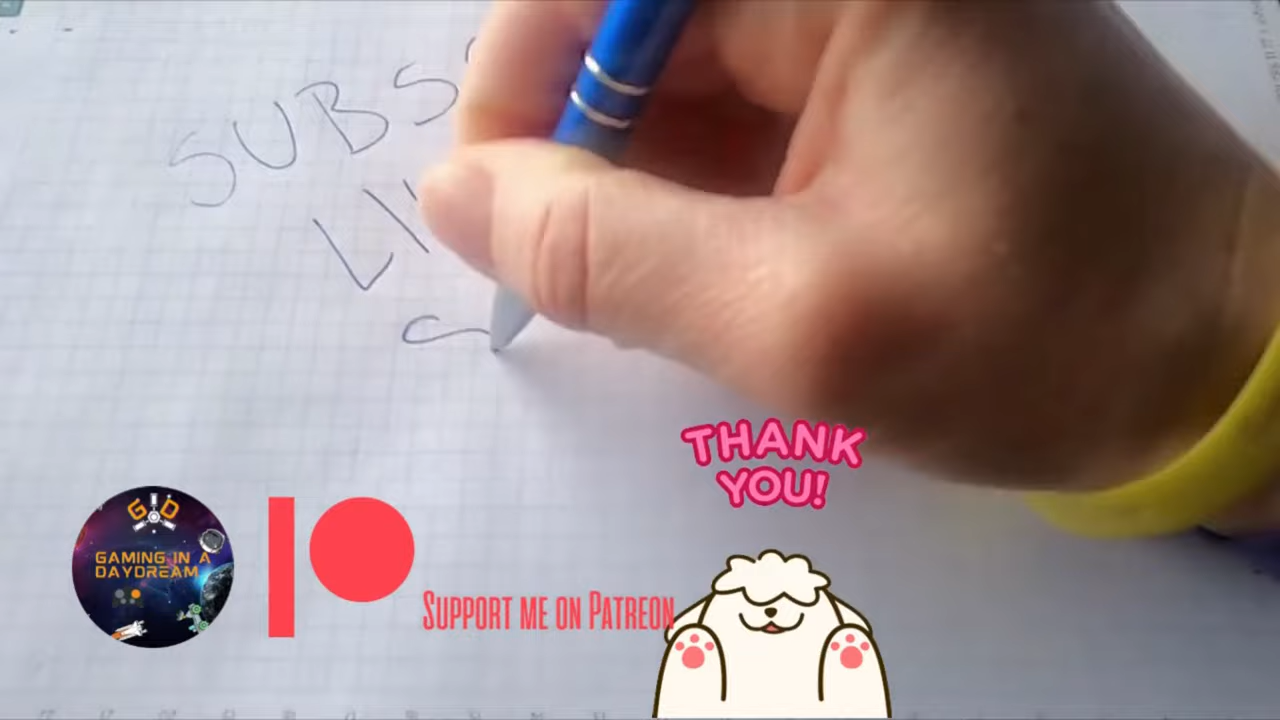 SUBS
LI
G D
GAMING IN A
DAYDREAM
SUPPORT ME ON PATREON
THANK
YOU!